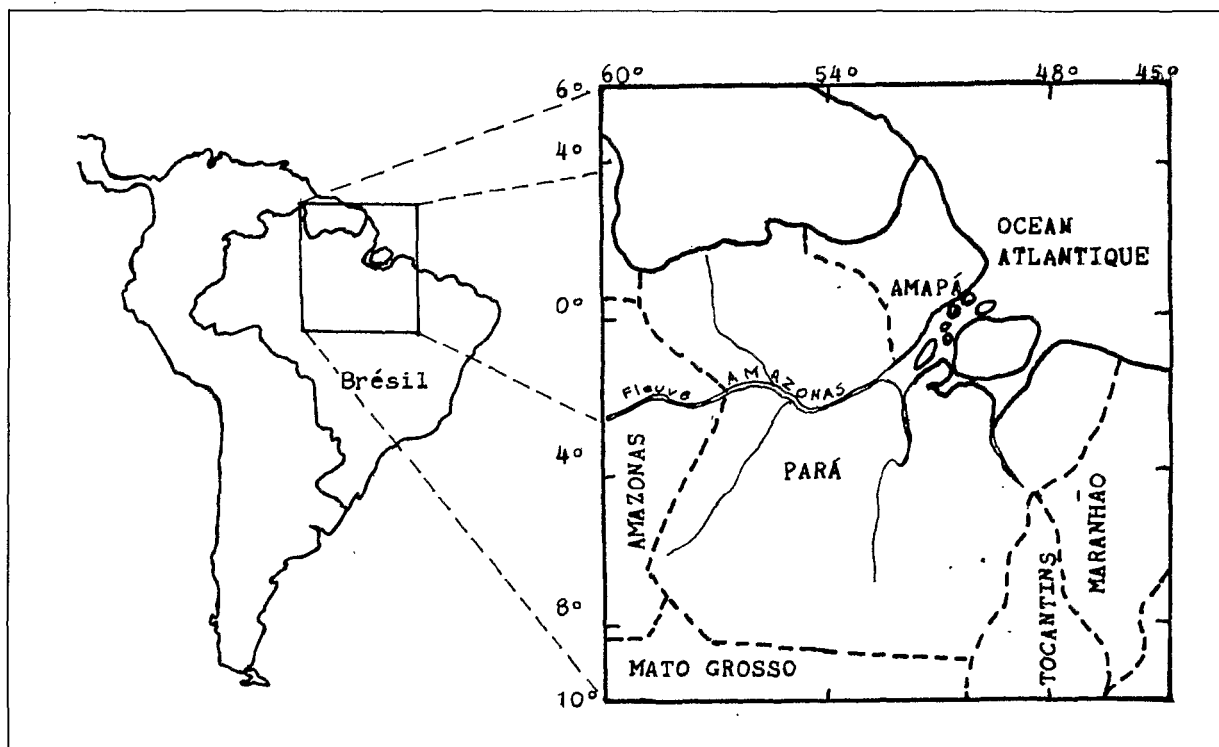 60°
54°
48°
45°
6°
4°
0°
4°
8°
10°
Brésil
OCEAN
ATLANTIQUE
AMAPÁ
Fleuve AMAZONAS
AMAZONAS
PARÁ
MARANHÃO
TOCANTINS
MATO GROSSO